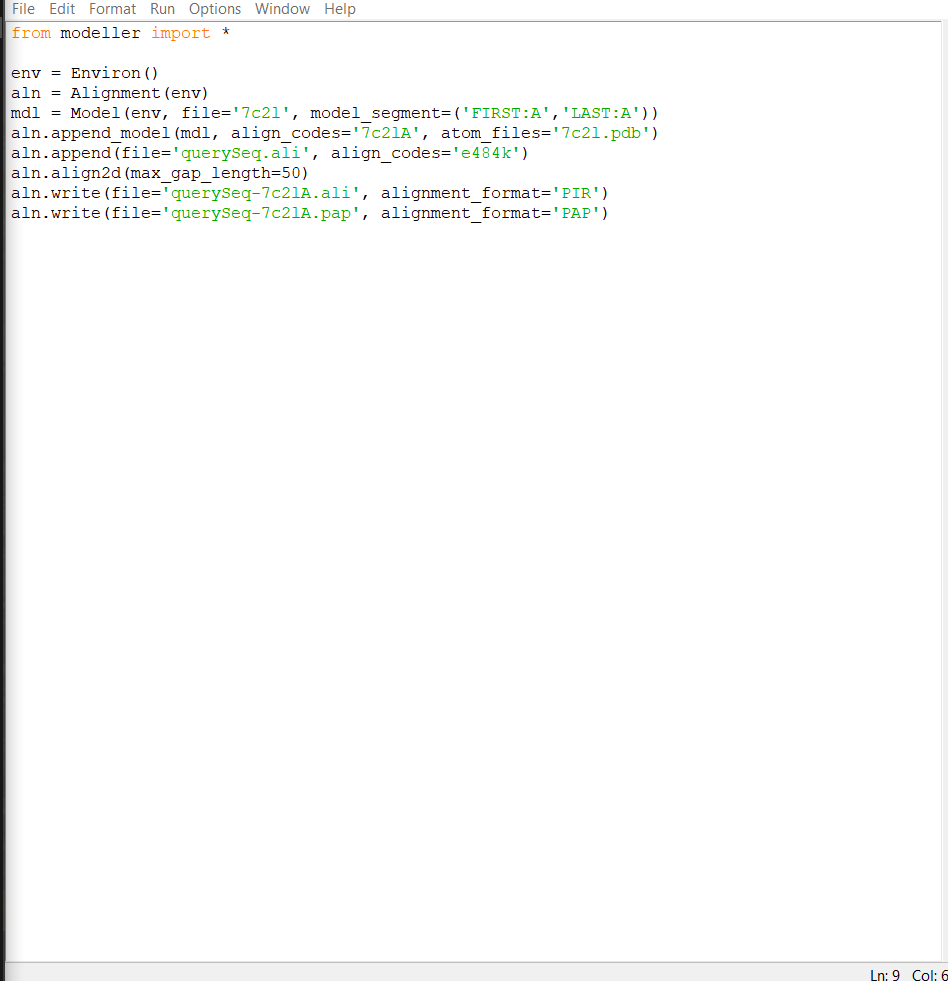 File Edit Format Run Options Window Help
from modeller import *
env = Environ()
aln = Alignment(env)
mdl = Model(env, file='7c2l', model_segment=('FIRST:A','LAST:A'))
aln.append_model(mdl, align_codes='7c2lA', atom_files='7c2l.pdb')
aln.append(file='querySeq.ali', align_codes='e484k')
aln.align2d(max_gap_length=50)
aln.write(file='querySeq-7c2lA.ali', alignment_format='PIR')
aln.write(file='querySeq-7c2lA.pap', alignment_format='PAP')
Ln: 9 Col: 6